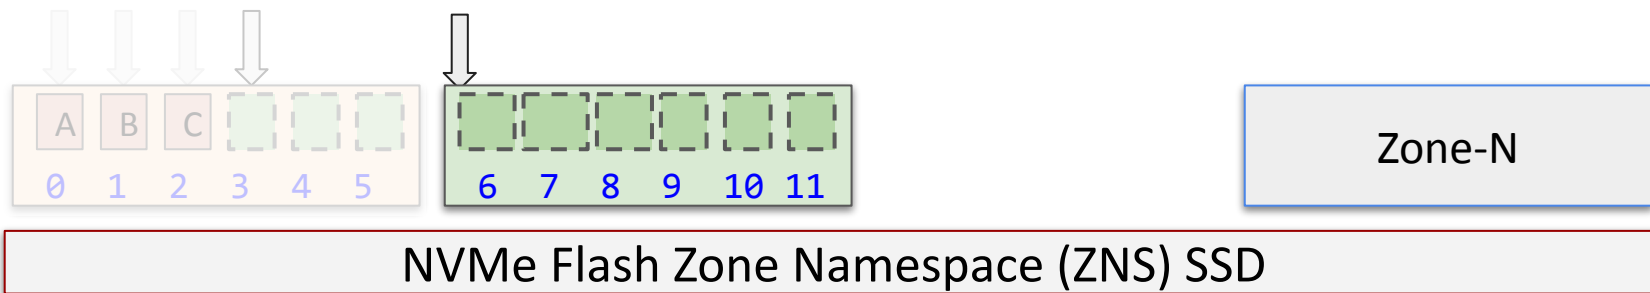 A B C
0 1 2 3 4 5 6 7 8 9 10 11
Zone-N
NVMe Flash Zone Namespace (ZNS) SSD